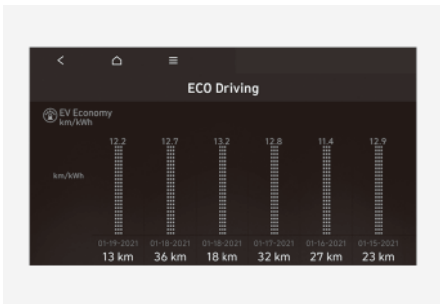 ECO Driving
EV Economy
km/kWh
12.2 12.7 13.2 12.8 11.4 12.9
km/kWh
01-19-2021 01-18-2021 01-18-2021 01-17-2021 01-16-2021 01-15-2021
13 km 36 km 18 km 32 km 27 km 23 km